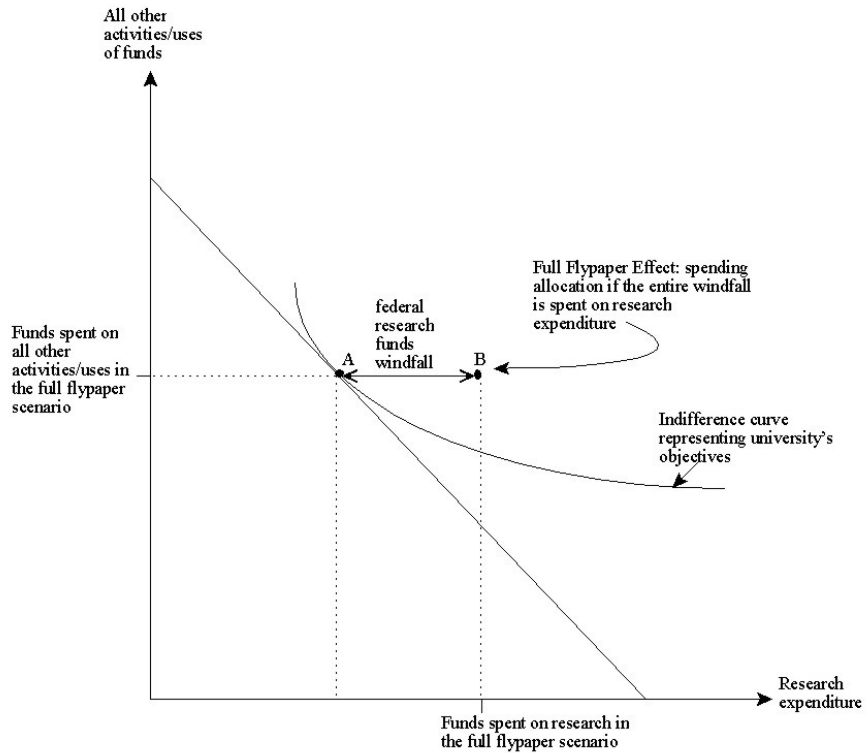 All other
activities/uses
of funds
Full Flypaper Effect: spending
allocation if the entire windfall
is spent on research
expenditure
federal
research
funds
windfall
A
B
Funds spent on
all other
activities/uses in
the full flypaper
scenario
Indifference curve
representing university's
objectives
Research
expenditure
Funds spent on research in
the full flypaper scenario